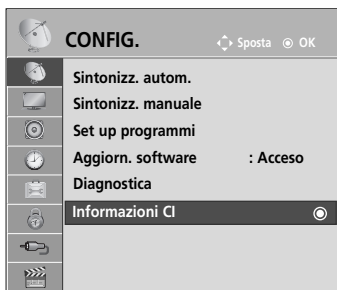 CONFIG. Sposta OK
Sintonizz. autom.
Sintonizz. manuale
Set up programmi
Aggiorn. software : Acceso
Diagnostica
Informazioni CI